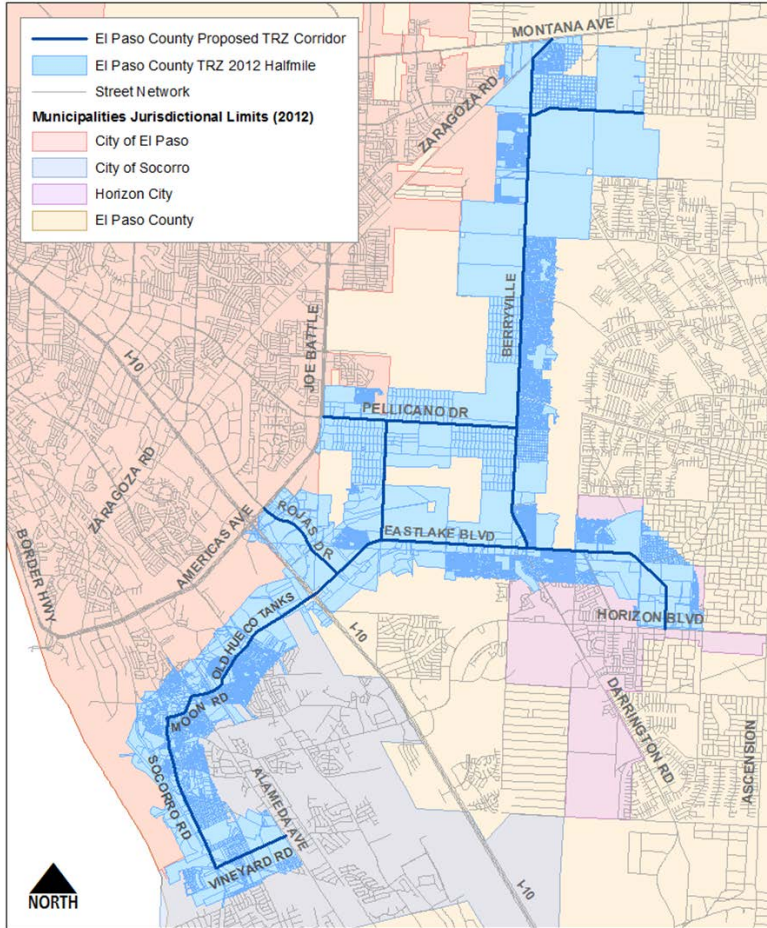 El Paso County Proposed TRZ Corridor
El Paso County TRZ 2012 Halfmile
Street Network
Municipalities Jurisdictional Limits (2012)
City of El Paso
City of Socorro
Horizon City
El Paso County
MONTANA AVE
ZARAGOZA RD
BERRYVILLE
JOE BATTLE
I-10
PELLICANO DR
ZARAGOZA RD
ROJAS DR
EASTLAKE BLVD
AMERICAS AVE
BORDER HWY
OLD HUECO TANKS
HORIZON BLVD
I-10
MOON RD
DARRINGTON RD
ASCENSION
SOCORRO RD
ALAMEDA AVE
VINEYARD RD
I-10
NORTH